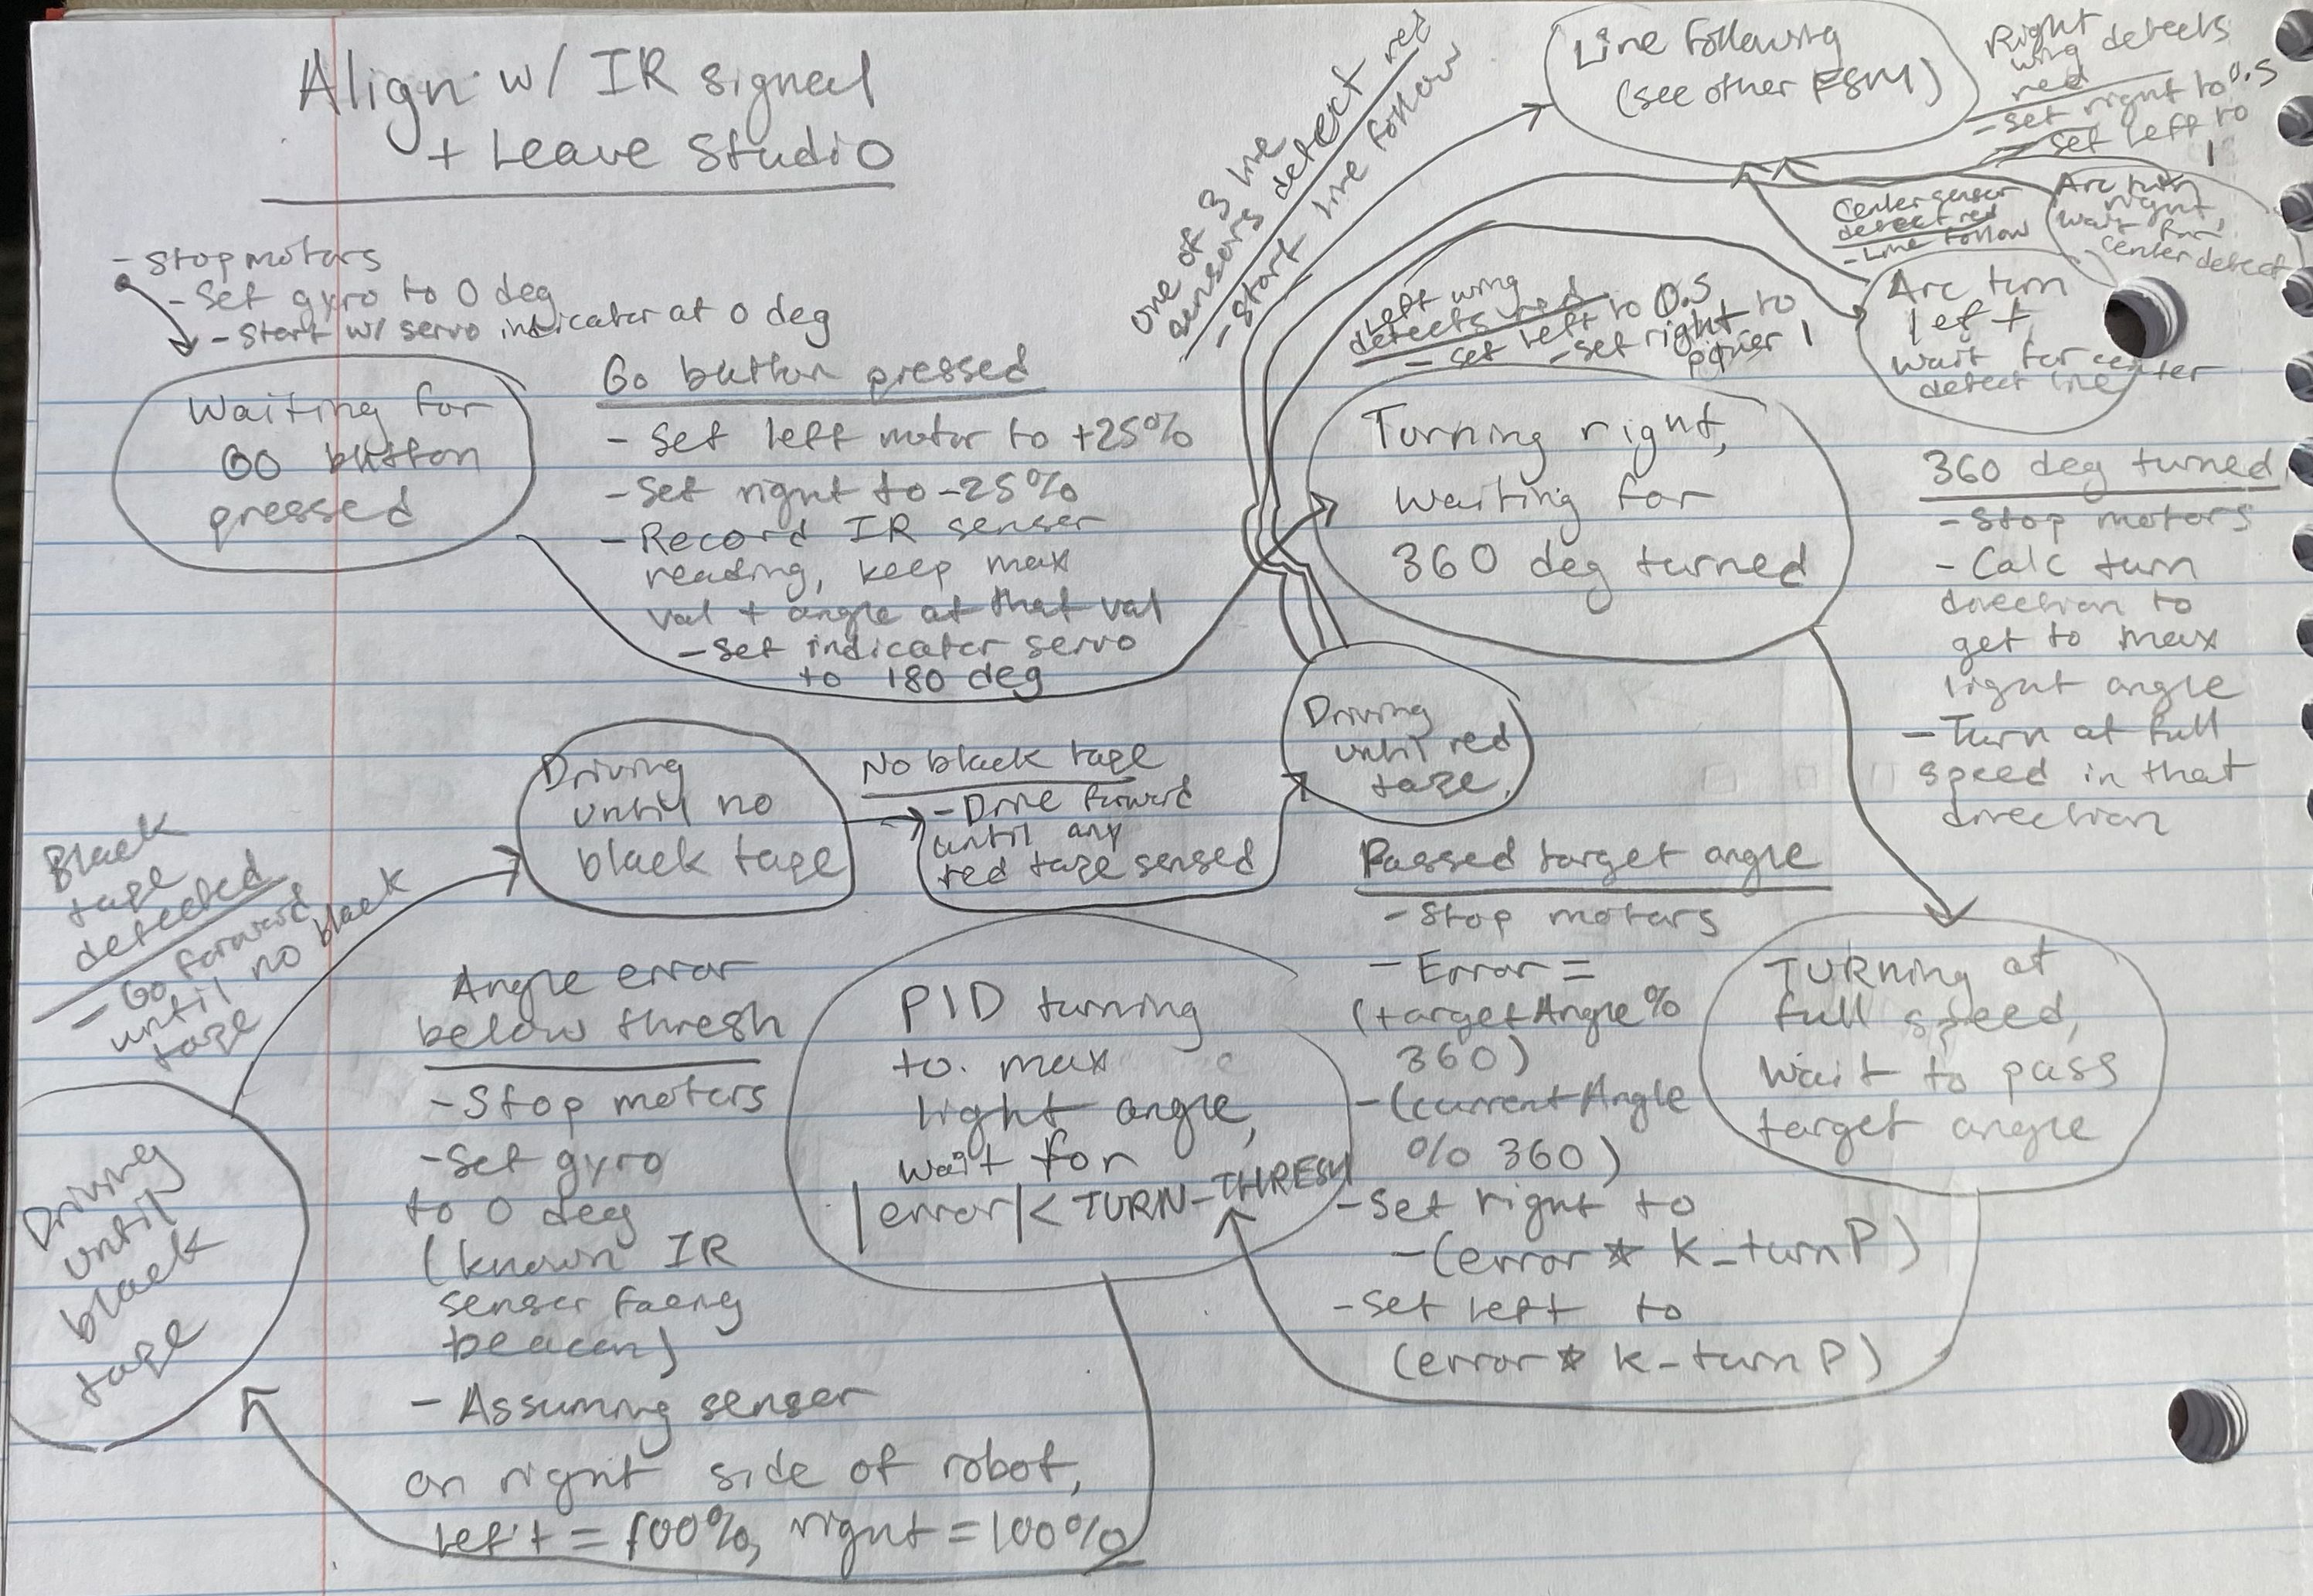 Align w/ IR signal
+ Leave Studio
- Stop motors
- Set gyro to 0 deg
- Start w/ servo indicator at 0 deg
Waiting for
GO button
pressed
Go button pressed
- Set left motor to +25%
- Set right to -25%
- Record IR sensor
reading, keep max
val + angle at that val
- Set indicator servo
to 180 deg
One of 3 line
sensors detect red
- Start line follow
Line following
(see other FSM)
Right
wing detects
red
- Set right to 0.5
- Set left to
1
Center sensor
detect red
- Line follow
Arc turn
right,
wait for
center detect
Left wing
detects red
- Set left to 0.5
- Set right to
power 1
Arc turn
left,
wait for center
detect line
Turning right,
waiting for
360 deg turned
360 deg turned
- Stop motors
- Calc turn
direction to
get to max
light angle
- Turn at full
speed in that
direction
Driving
until no
black tape
No black tape
- Drive forward
until any
red tape sensed
Driving
until red
tape
Black
tape
detected
- Go forward
until no black
tape
Angle error
below thresh
- Stop motors
- Set gyro
to 0 deg
(known IR
sensor facing
beacon)
- Assuming sensor
on right side of robot,
left = 100%, right = 100%
PID turning
to max
light angle,
wait for
|error| < TURN_THRESH
Passed target angle
- Stop motors
- Error =
(targetAngle %
360)
- (currentAngle
% 360)
- Set right to
-(error * K_turnP)
- Set left to
(error * K_turnP)
TURning at
full speed,
Wait to pass
target angle
Driving
until
black
tape